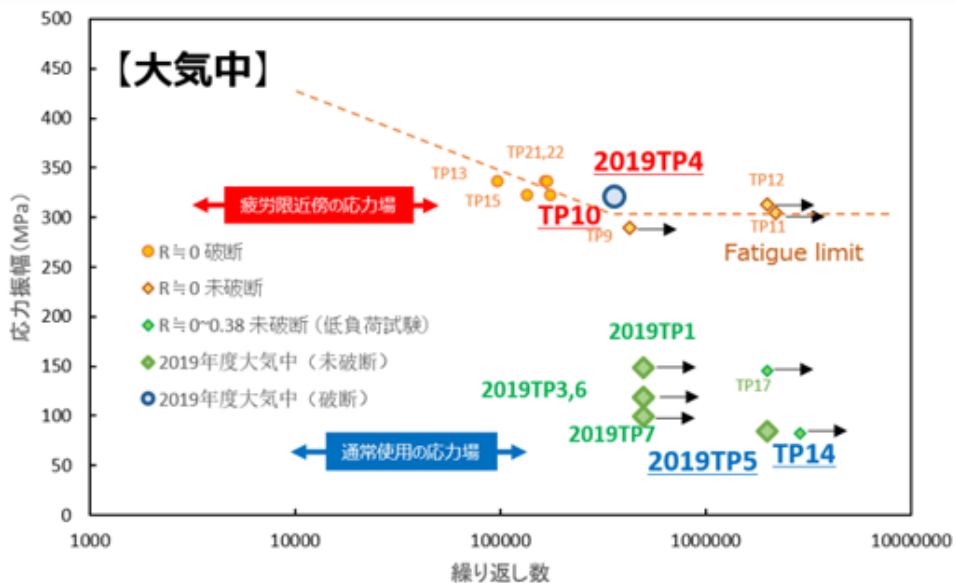 【大気中】
500
450
400
350
300
250
200
150
100
50
0
応力振幅(MPa)
TP21,22
TP13
2019TP4
TP15
TP10
TP12
TP9
TP11
疲労限近傍の応力場
Fatigue limit
R≒0 破断
R≒0 未破断
R≒0~0.38 未破断(低負荷試験)
2019年度大気中(未破断)
2019年度大気中(破断)
2019TP1
TP17
2019TP3,6
2019TP7
通常使用の応力場
2019TP5
TP14
1000
10000
100000
1000000
10000000
繰り返し数